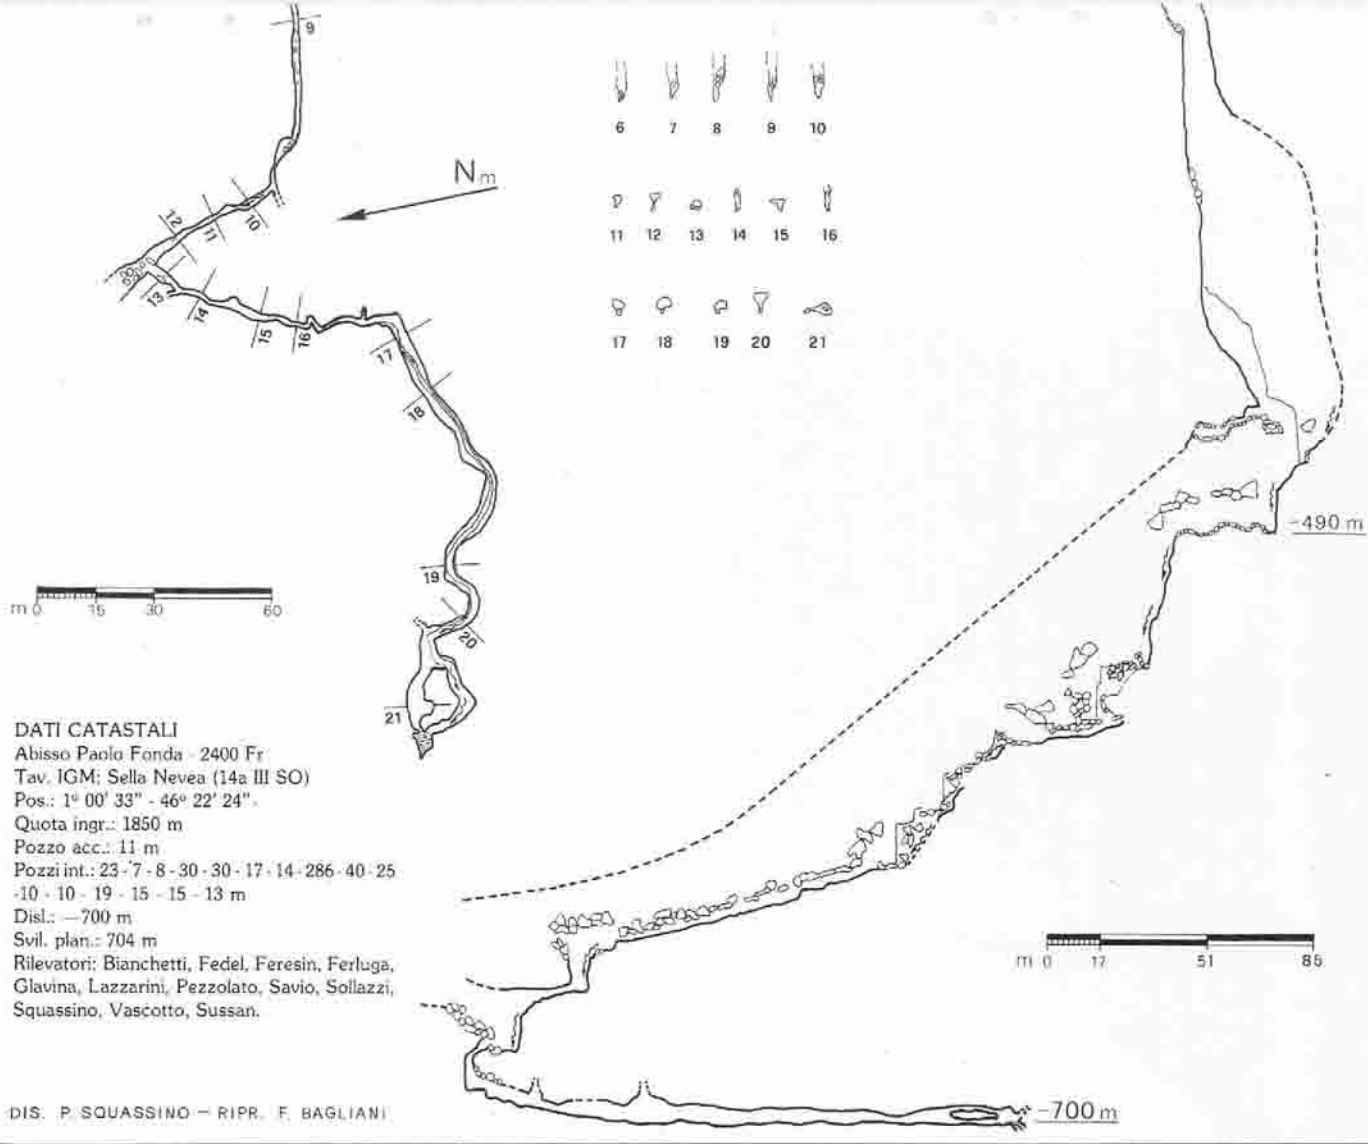 9
6 7 8 9 10
Nm
12 11 10
11 12 13 14 15 16
13 14 15 16
17
17 18 19 20 21
18
-490 m
19
m 0 15 30 60
20
21
DATI CATASTALI
Abisso Paolo Fonda - 2400 Fr
Tav. IGM: Sella Nevea (14a III SO)
Pos.: 1° 00' 33" - 46° 22' 24".
Quota ingr.: 1850 m
Pozzo acc.: 11 m
Pozzi int.: 23 - 7 - 8 - 30 - 30 - 17 - 14 - 286 - 40 - 25
-10 - 10 - 19 - 15 - 15 - 13 m
Disl.: —700 m
Svil. plan.: 704 m
Rilevatori: Bianchetti, Fedel, Feresin, Ferluga,
Glavina, Lazzarini, Pezzolato, Savio, Sollazzi,
Squassino, Vascotto, Sussan.
m 0 17 51 85
DIS. P. SQUASSINO — RIPR. F. BAGLIANI
-700 m